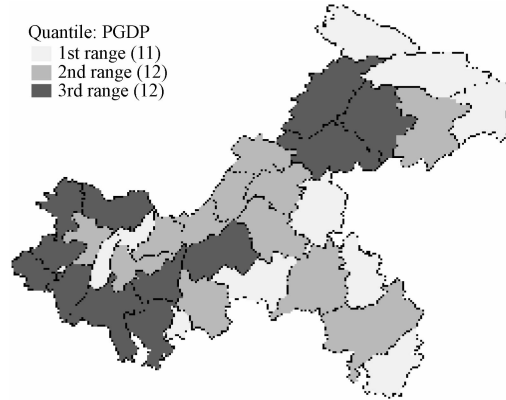 Quantile: PGDP
1st range (11)
2nd range (12)
3rd range (12)